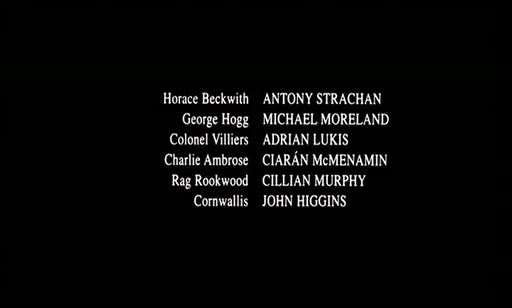 Horace Beckwith ANTONY STRACHAN
George Hogg MICHAEL MORELAND
Colonel Villiers ADRIAN LUKIS
Charlie Ambrose CIARÁN McMENAMIN
Rag Rookwood CILLIAN MURPHY
Cornwallis JOHN HIGGINS